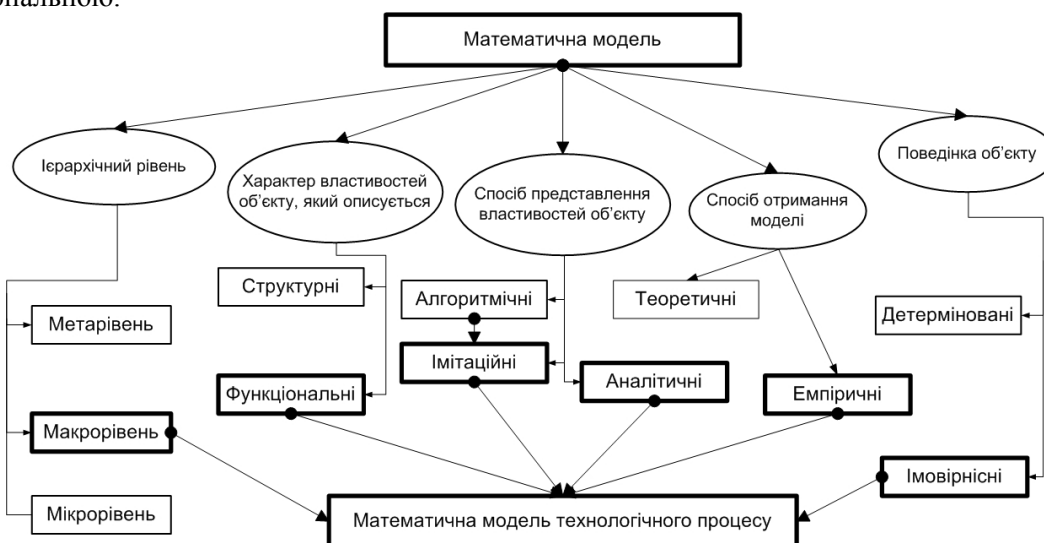 Математична модель
Ієрархічний рівень
Характер властивостей
об'єкту, який описується
Спосіб представлення
властивостей об'єкту
Спосіб отримання
моделі
Поведінка об'єкту
Структурні
Алгоритмічні
Теоретичні
Метарівень
Детерміновані
Імітаційні
Функціональні
Аналітичні
Емпіричні
Макрорівень
Імовірнісні
Мікрорівень
Математична модель технологічного процесу